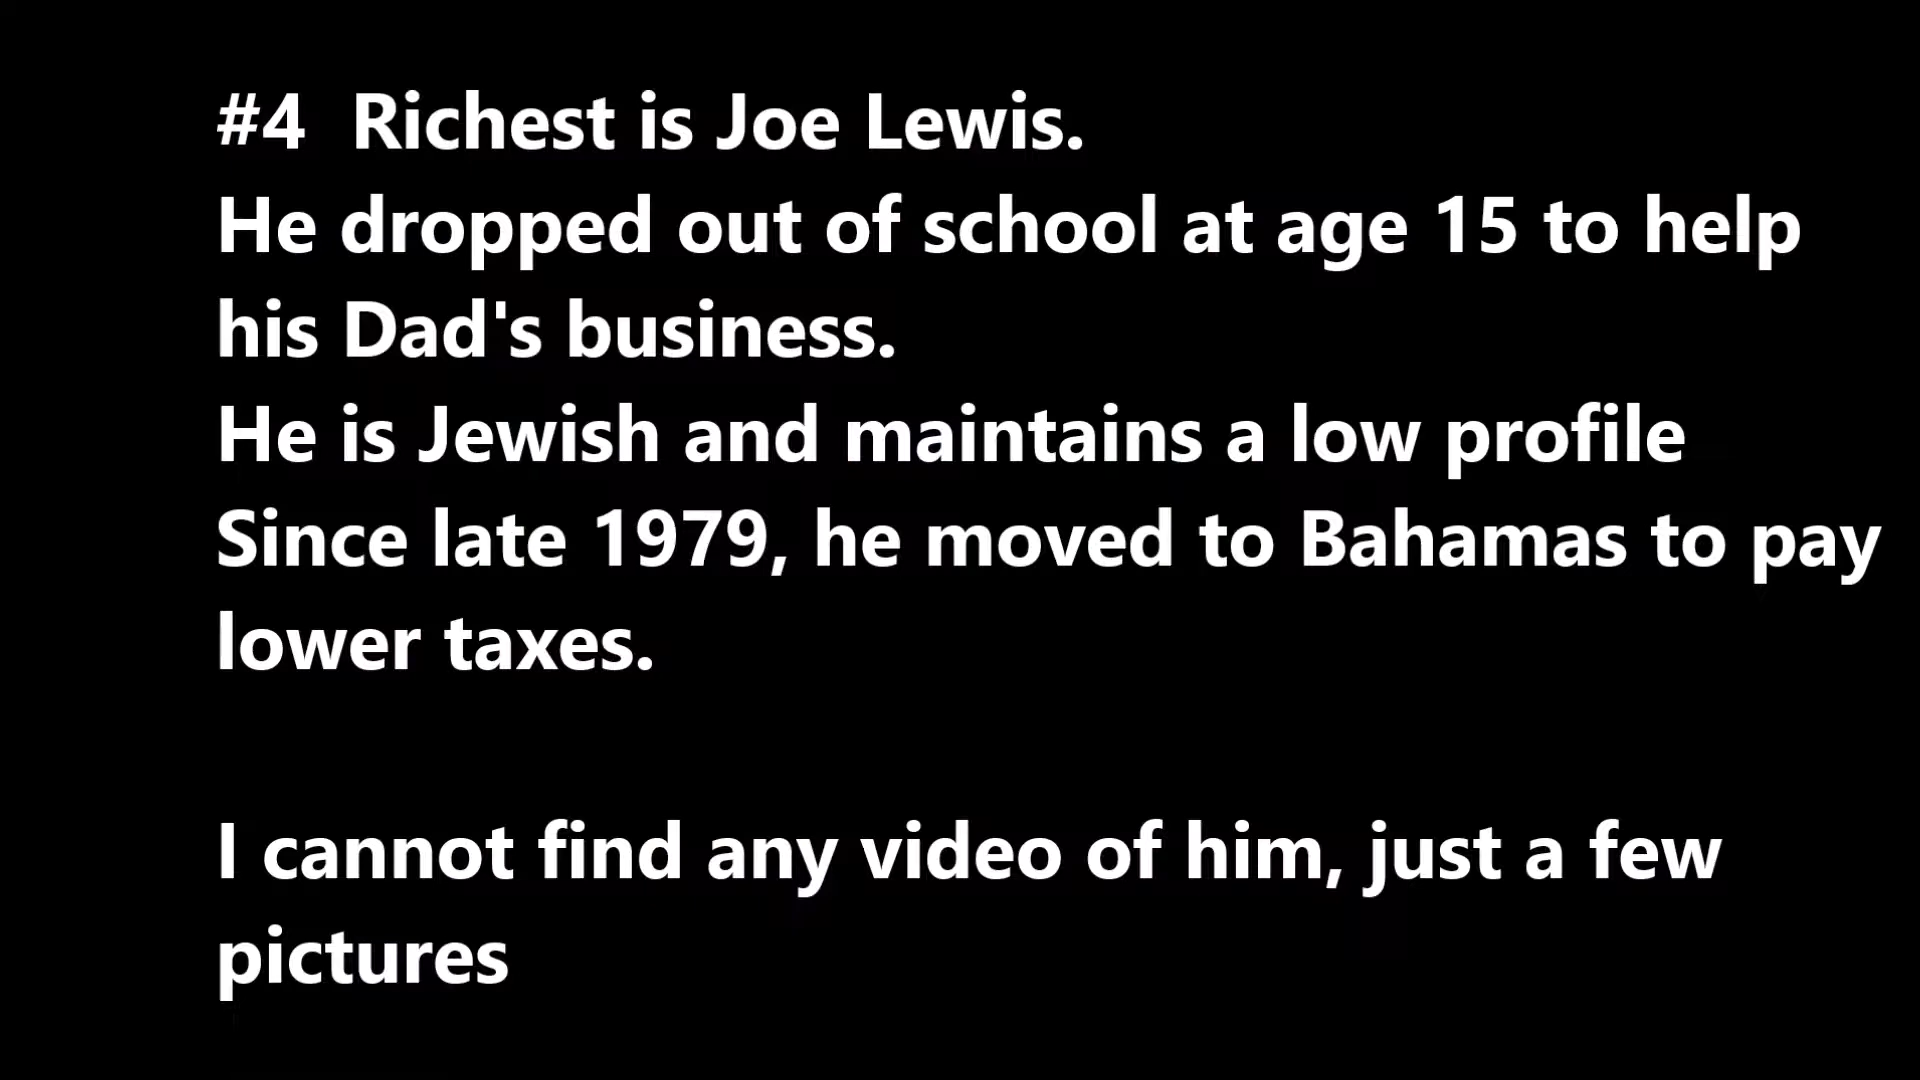 #4  Richest is Joe Lewis.
He dropped out of school at age 15 to help
his Dad's business.
He is Jewish and maintains a low profile
Since late 1979, he moved to Bahamas to pay
lower taxes.
I cannot find any video of him, just a few
pictures